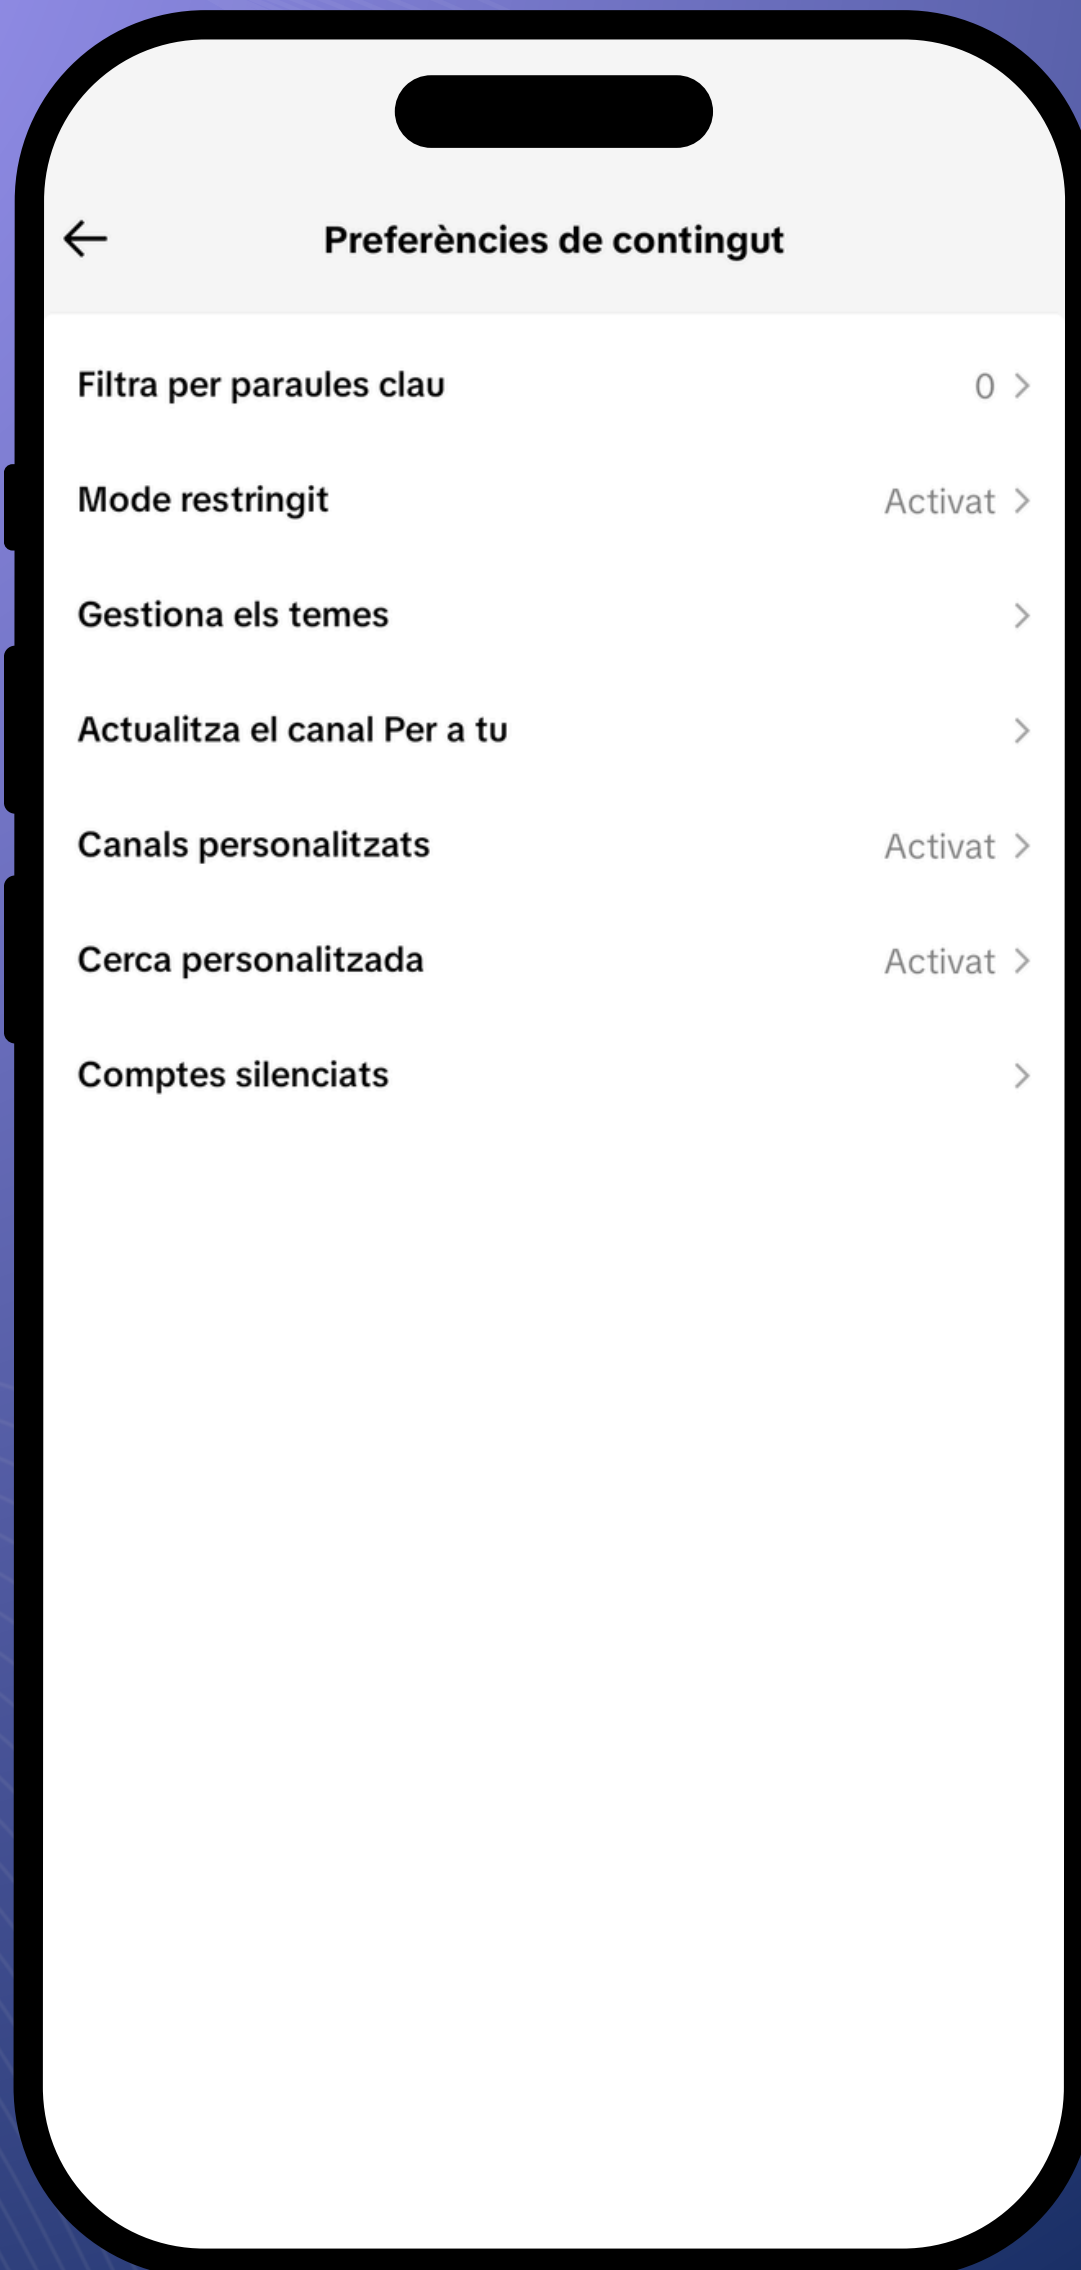 Preferències de contingut
Filtra per paraules clau 0
Mode restringit Activat
Gestiona els temes
Actualitza el canal Per a tu
Canals personalitzats Activat
Cerca personalitzada Activat
Comptes silenciats